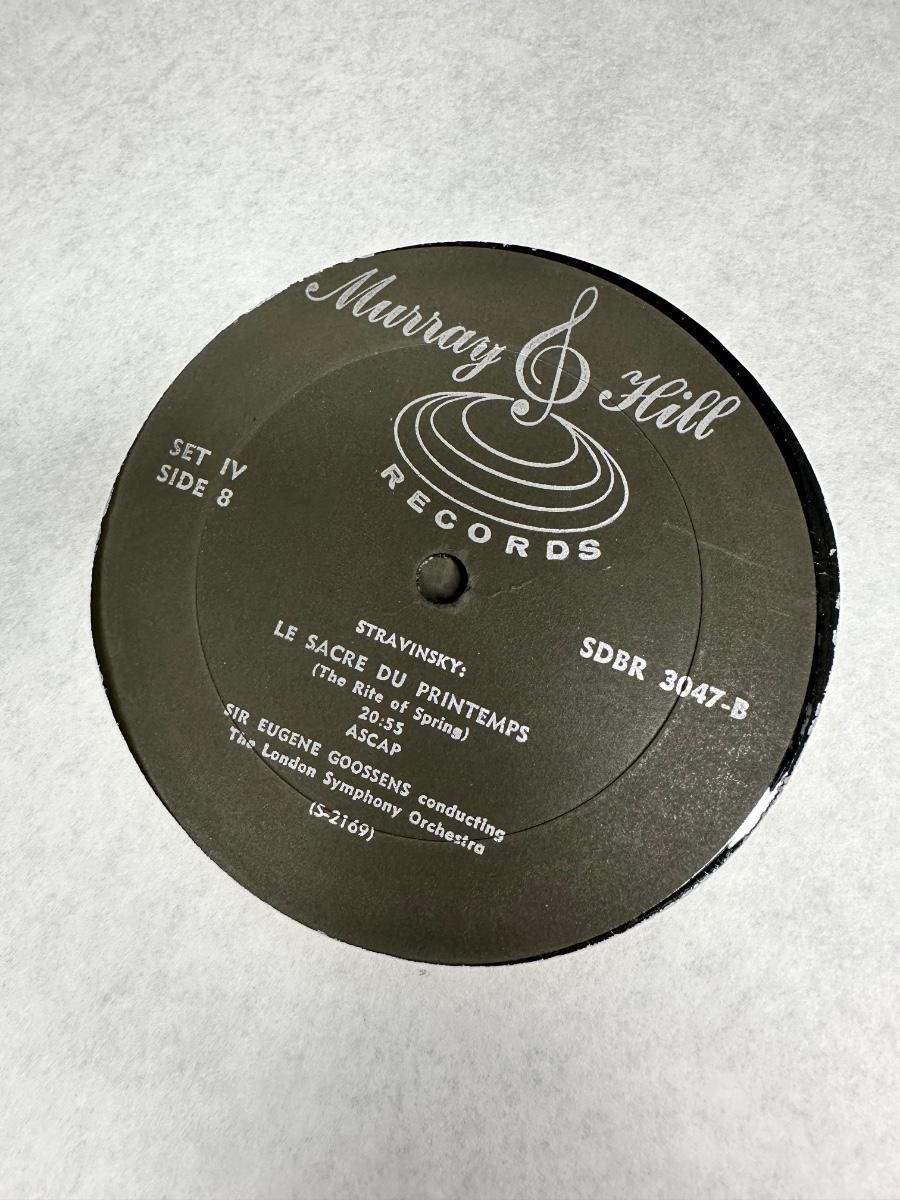 Murray Hill
RECORDS
SET IV
SIDE 8
SDBR 3047-B
STRAVINSKY:
LE SACRE DU PRINTEMPS
(The Rite of Spring)
20:55
ASCAP
SIR EUGENE GOOSSENS conducting
The London Symphony Orchestra
(S-2169)